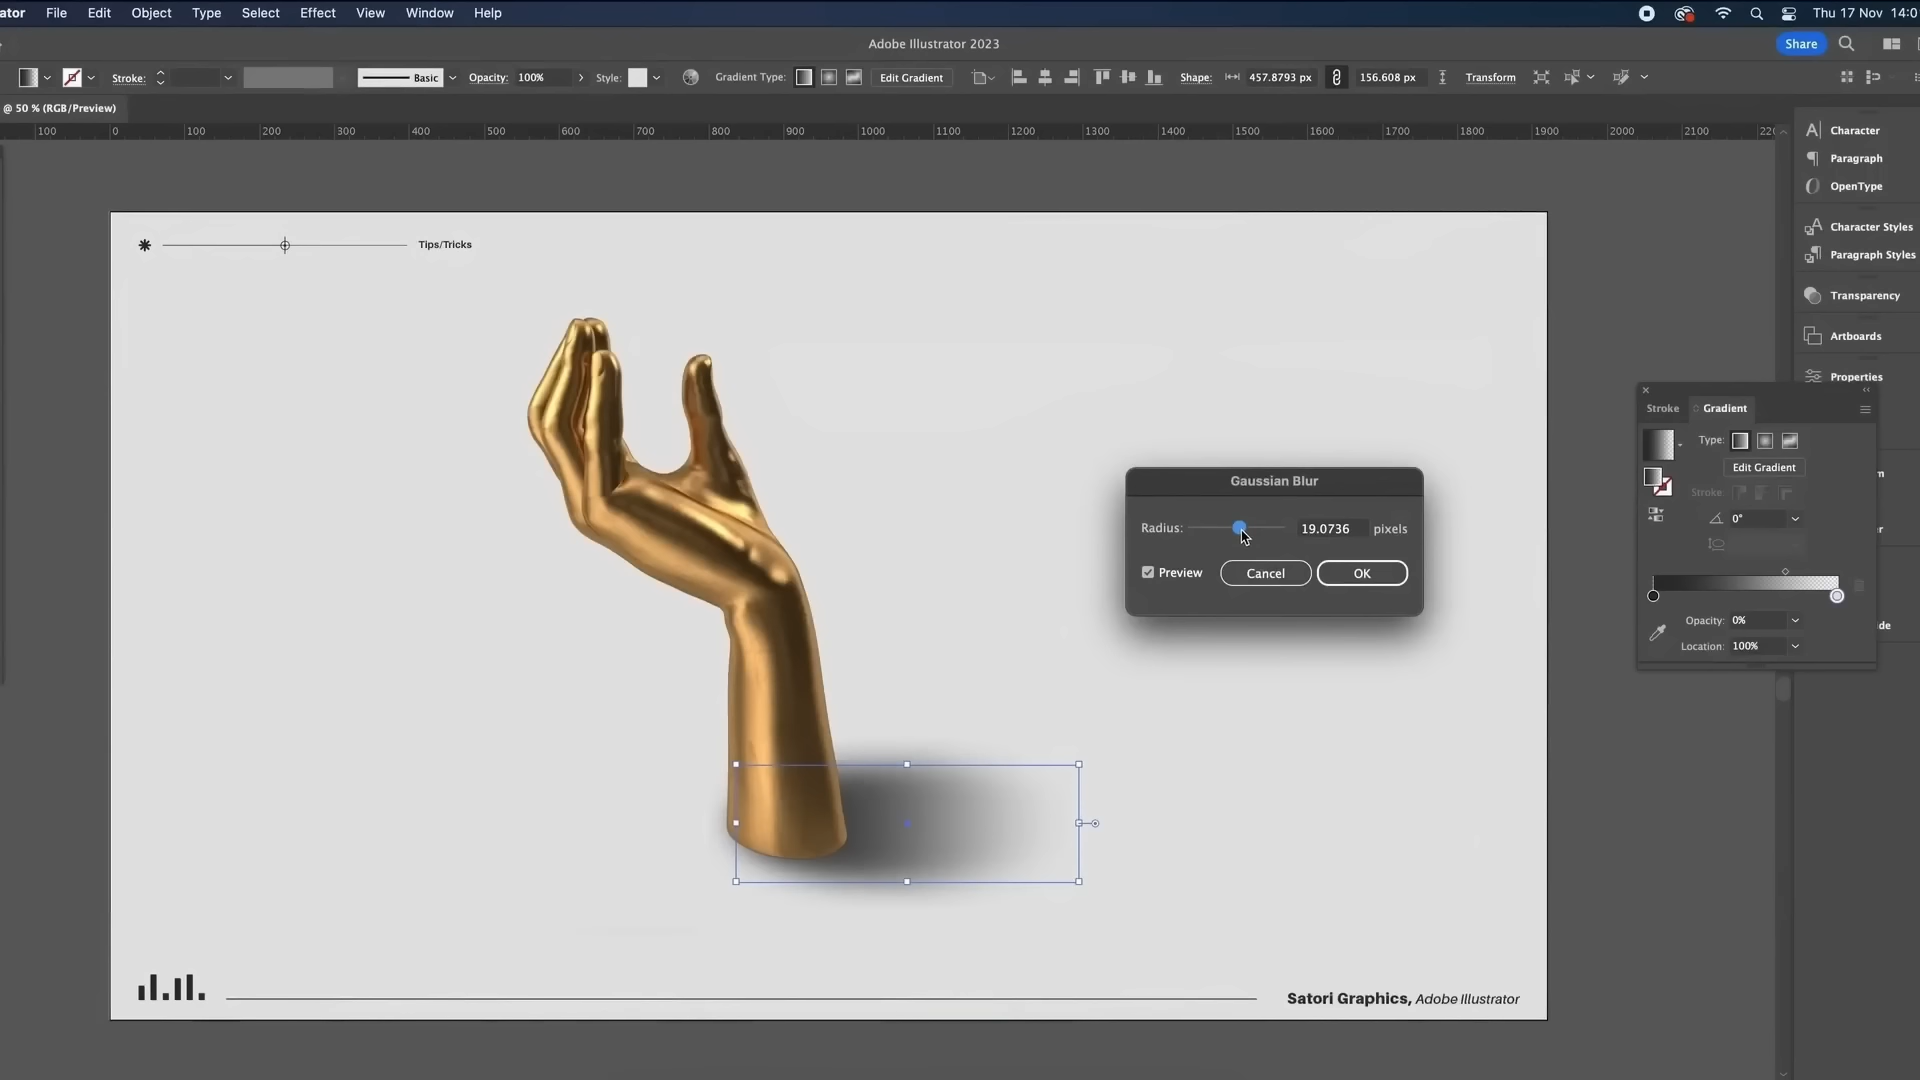 ator File Edit Object Type Select Effect View Window Help
Thu 17 Nov 14:0
Adobe Illustrator 2023
Share
Stroke: Basic Opacity: 100% Style: Gradient Type: Edit Gradient Shape: 457.8793 px 156.608 px Transform
@ 50 % (RGB/Preview)
100 0 100 200 300 400 500 600 700 800 900 1000 1100 1200 1300 1400 1500 1600 1700 1800 1900 2000 2100 220
Character
Paragraph
OpenType
Character Styles
Paragraph Styles
Transparency
Artboards
Properties
Tips/Tricks
Gaussian Blur
Radius: 19.0736 pixels
Preview Cancel OK
Stroke Gradient
Type:
Edit Gradient
Stroke:
0°
Opacity: 0%
Location: 100%
m
r
de
Satori Graphics, Adobe Illustrator